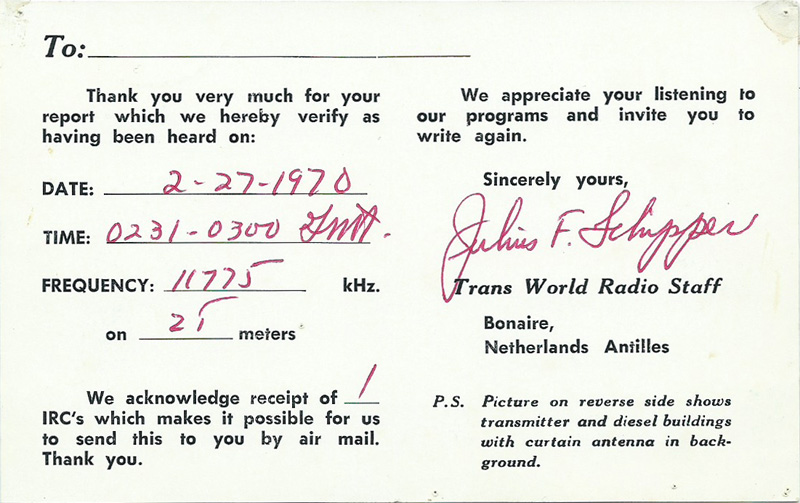 To:
Thank you very much for your
report which we hereby verify as
having been heard on:
DATE: 2-27-1970
TIME: 0231-0300 GMT.
FREQUENCY: 11775 kHz.
on 25 meters
We acknowledge receipt of 1
IRC's which makes it possible for us
to send this to you by air mail.
Thank you.
We appreciate your listening to
our programs and invite you to
write again.
Sincerely yours,
Julius F. Schipper
Trans World Radio Staff
Bonaire,
Netherlands Antilles
P.S. Picture on reverse side shows
transmitter and diesel buildings
with curtain antenna in back-
ground.